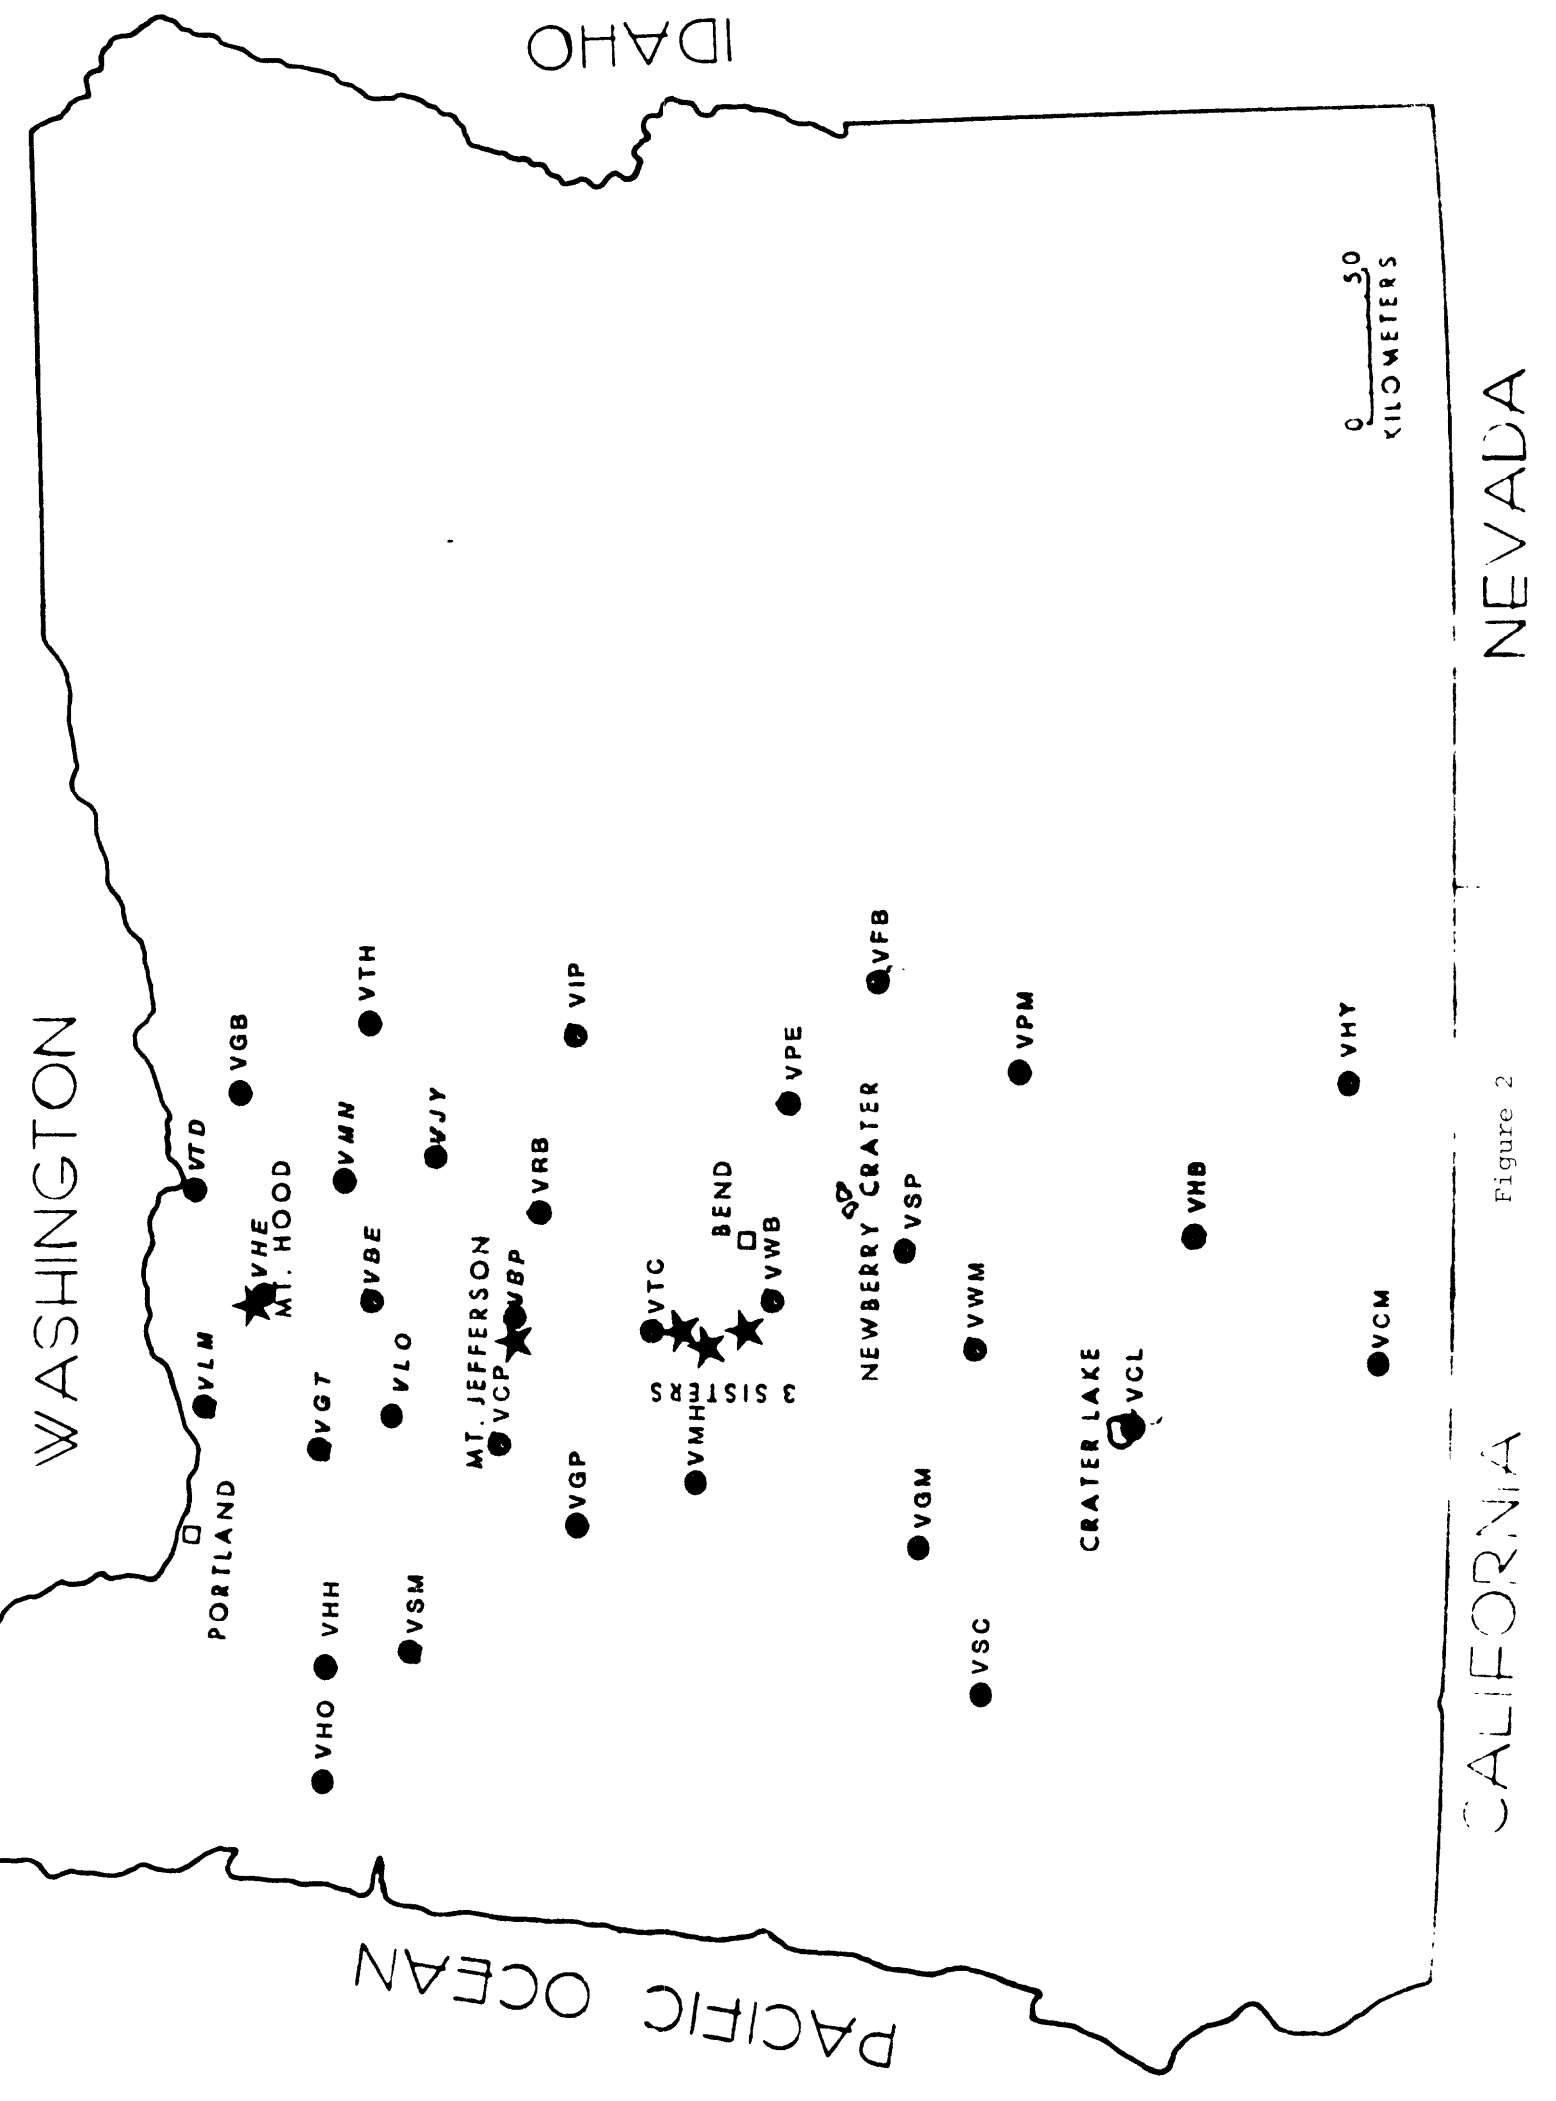 WASHINGTON
IDAHO
PACIFIC OCEAN
CALIFORNIA
NEVADA
PORTLAND
VLM
VTD
VHE
MT. HOOD
VGB
VHO
VHH
VGT
VMN
VBE
VTH
VSM
VLO
VJY
MT. JEFFERSON
VCP
VBP
VRB
VGP
VIP
VTC
VMH
3 SISTERS
BEND
VWB
VPE
NEWBERRY CRATER
VFB
VSP
VGM
VSC
VWM
VPM
CRATER LAKE
VCL
VHB
VCM
VHY
0 50
KILOMETERS
Figure 2